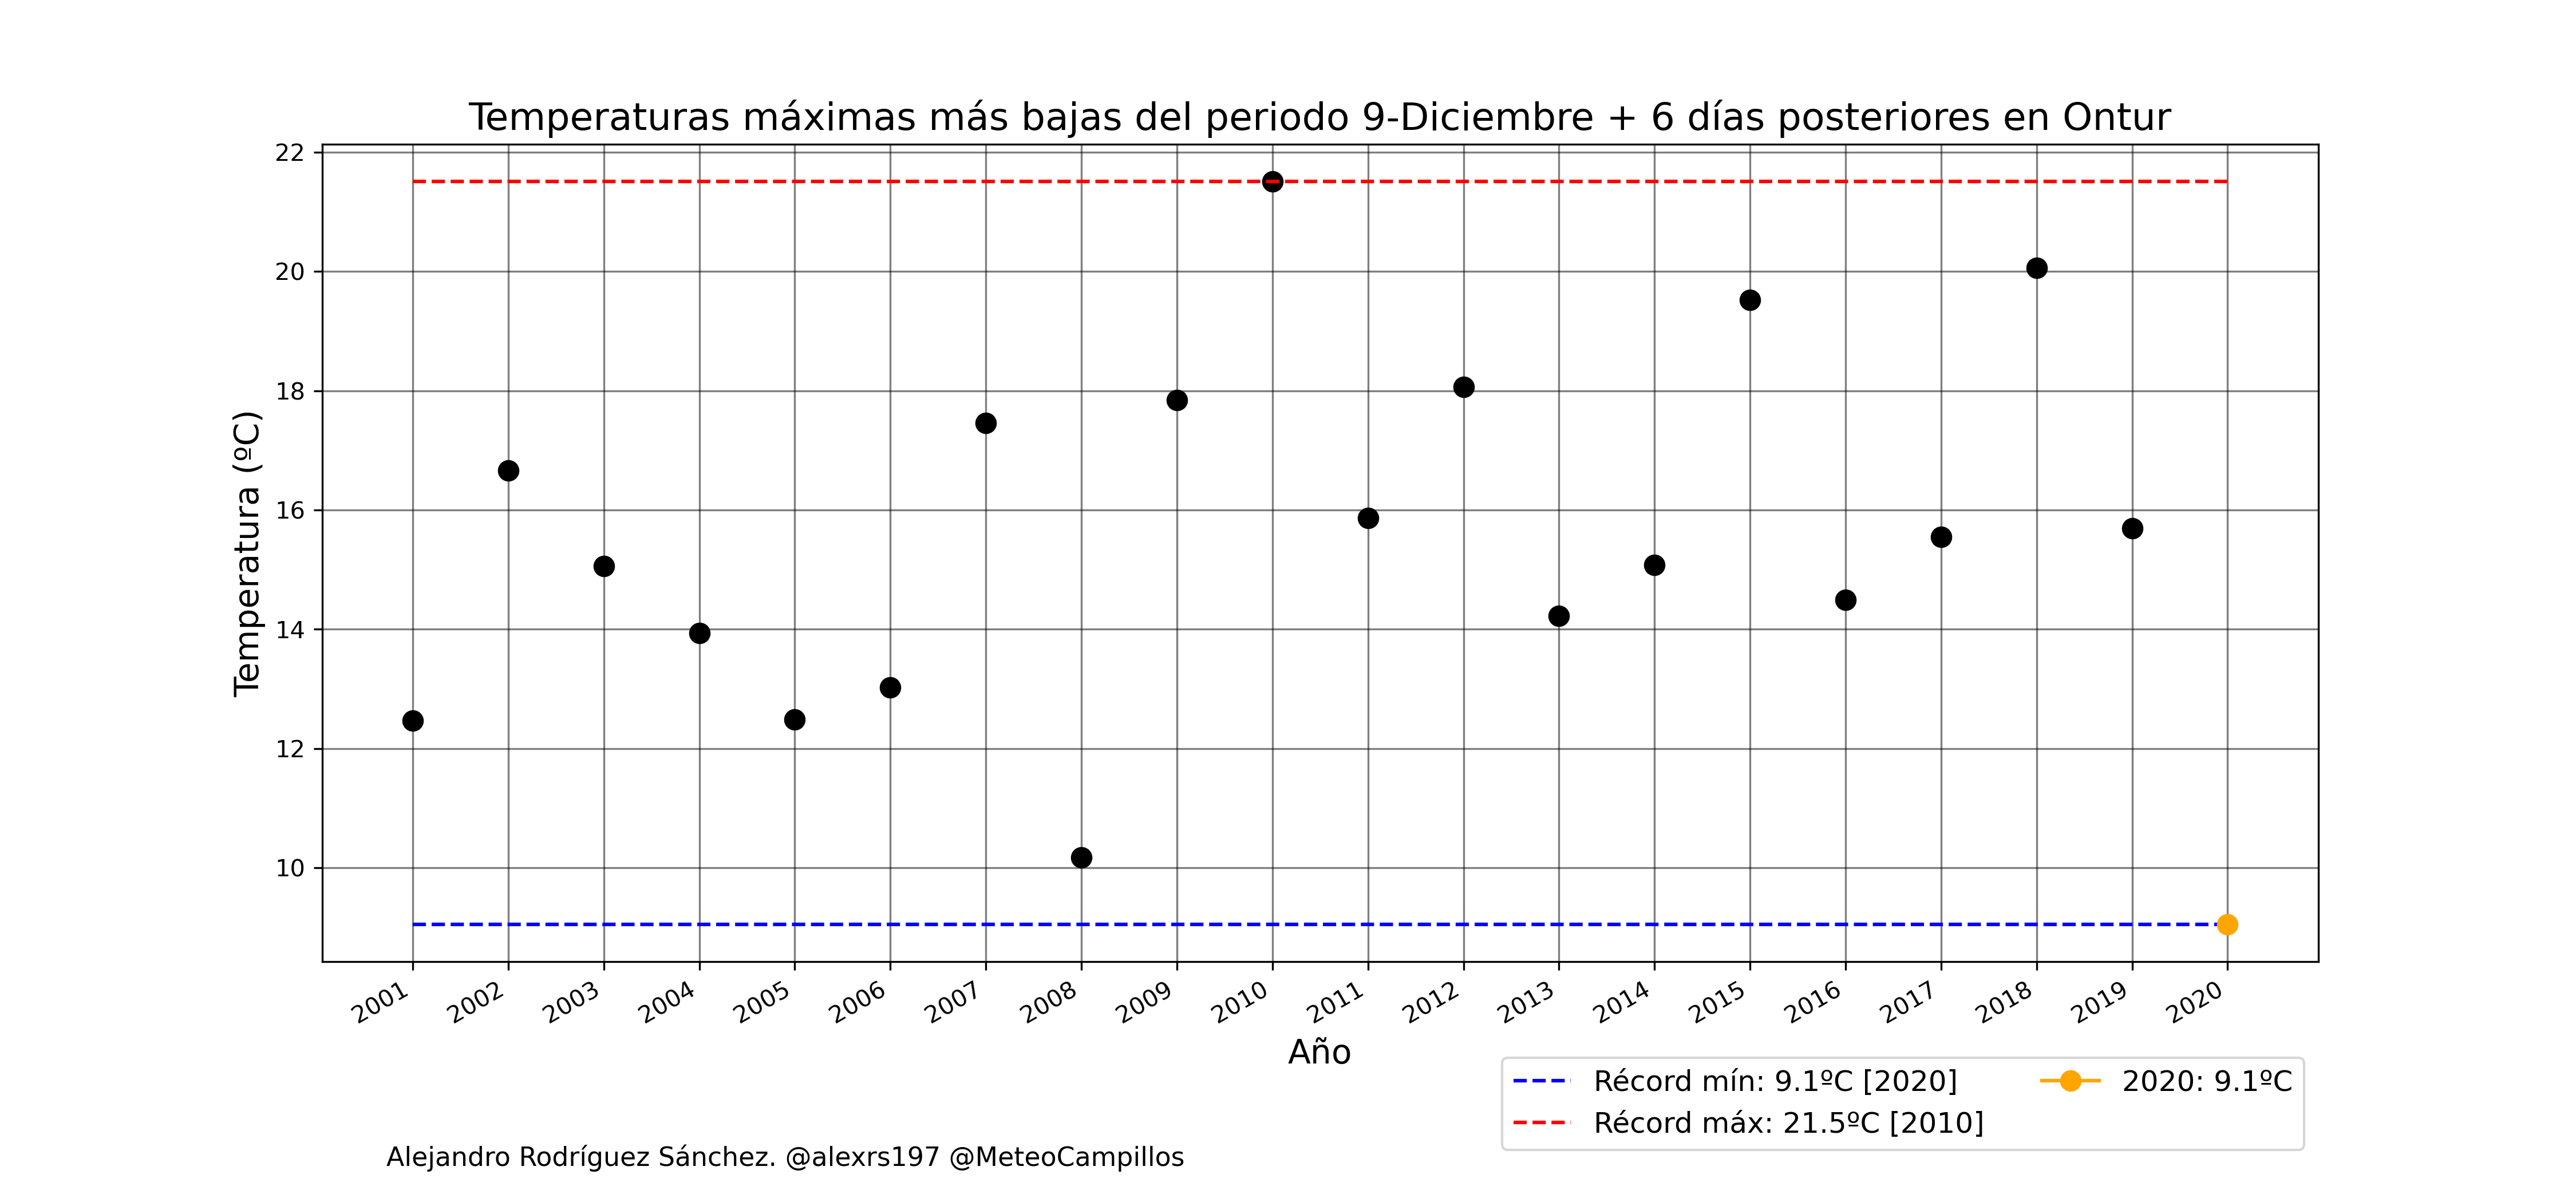 Temperaturas máximas más bajas del periodo 9-Diciembre + 6 días posteriores en Ontur
22
20
18
16
14
12
10
Temperatura (ºC)
2001 2002 2003 2004 2005 2006 2007 2008 2009 2010 2011 2012 2013 2014 2015 2016 2017 2018 2019 2020
Año
Récord mín: 9.1ºC [2020]
Récord máx: 21.5ºC [2010]
2020: 9.1ºC
Alejandro Rodríguez Sánchez. @alexrs197 @MeteoCampillos